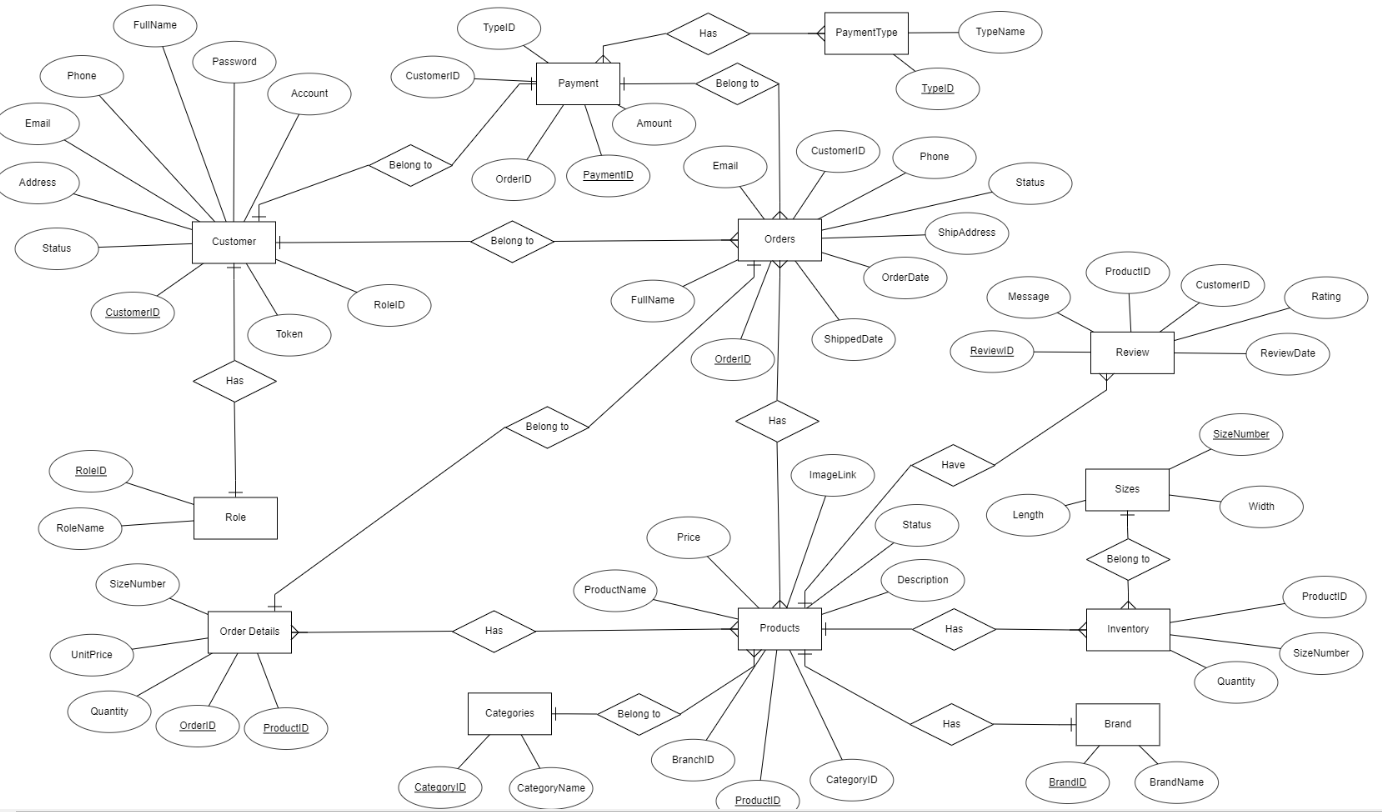 FullName
TypeID
Has
PaymentType
TypeName
Password
Phone
CustomerID
Payment
Belong to
TypeID
Account
Email
Amount
Belong to
OrderID
PaymentID
Email
CustomerID
Phone
Status
Address
Customer
Belong to
Orders
ShipAddress
Status
OrderDate
CustomerID
Token
RoleID
FullName
OrderID
ShippedDate
ProductID
CustomerID
Message
Rating
ReviewID
Review
ReviewDate
Has
Belong to
Has
SizeNumber
RoleID
RoleName
Role
Have
ImageLink
Sizes
Length
Width
Price
Status
Belong to
SizeNumber
ProductName
Description
ProductID
Order Details
Has
Products
Has
Inventory
SizeNumber
UnitPrice
Quantity
Quantity
OrderID
ProductID
Categories
Belong to
Has
Brand
BranchID
CategoryID
CategoryName
ProductID
CategoryID
BrandID
BrandName